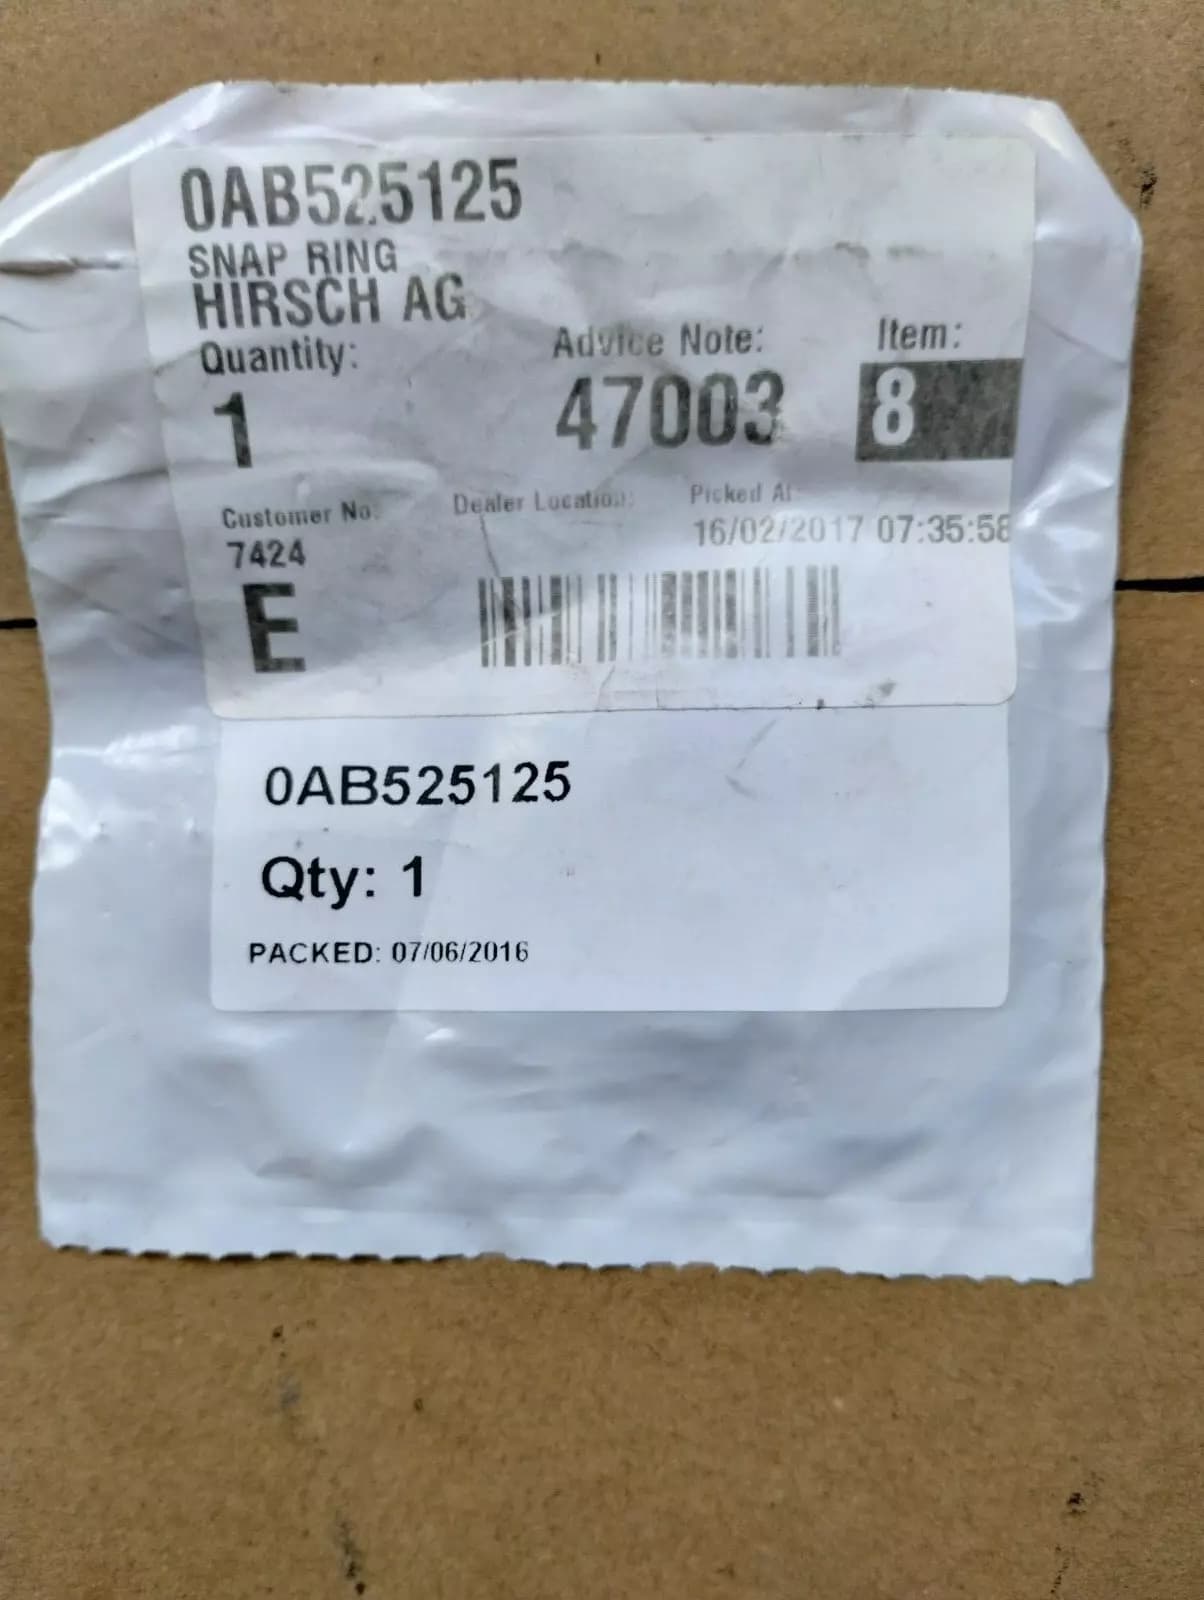 0AB525125
SNAP RING
HIRSCH AG
Quantity: Advice Note: Item:
1 47003 8
Customer No: Dealer Location: Picked At:
7424 16/02/2017 07:35:58
E
0AB525125
Qty: 1
PACKED: 07/06/2016